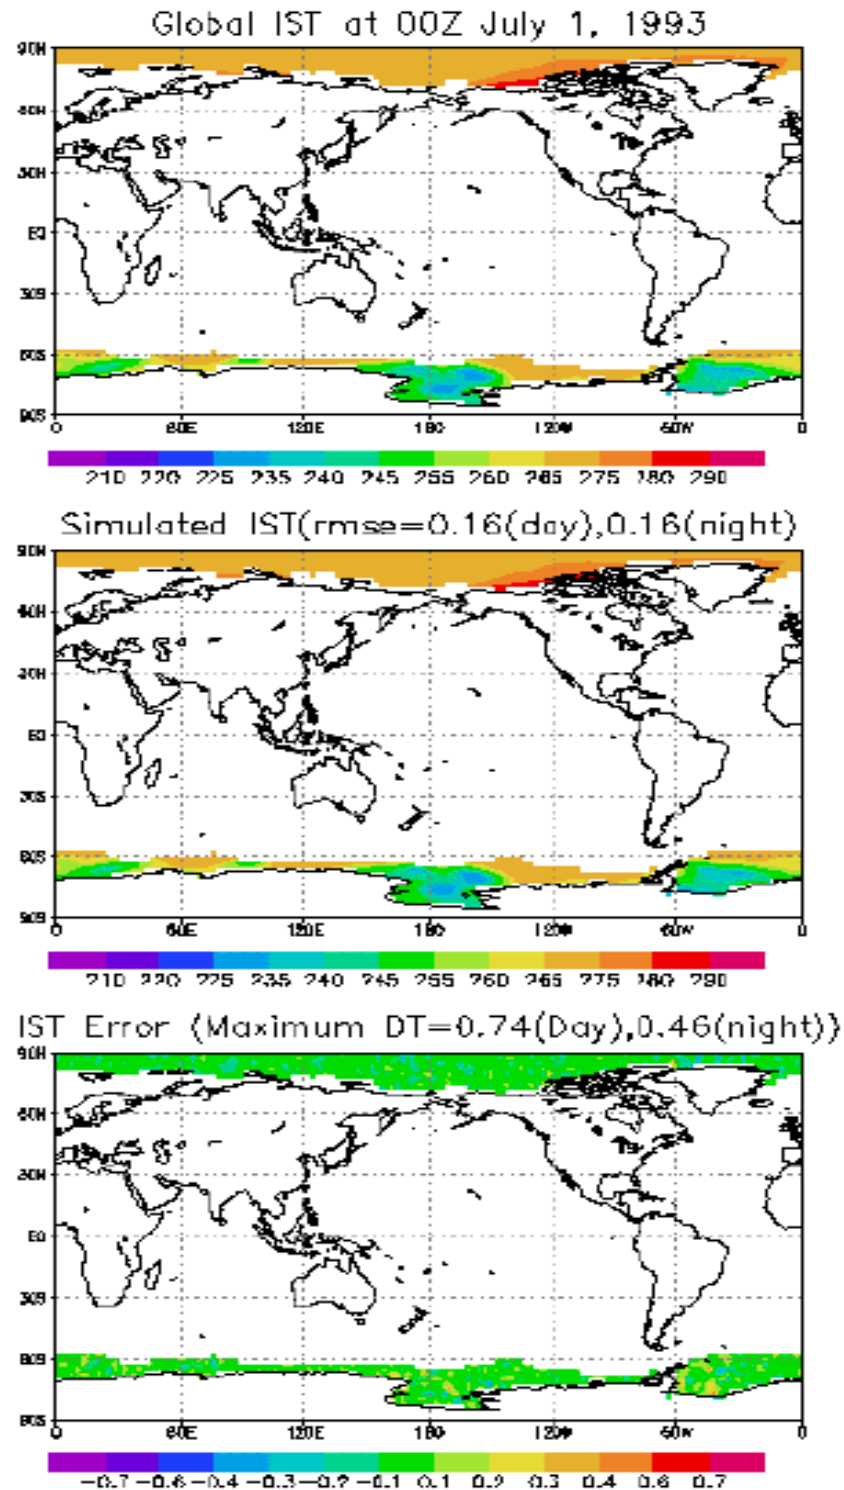 Global IST at 00Z July 1, 1993
90N
60N
30N
EQ
30S
60S
90S
0 60E 120E 180 120W 60W 0
210 220 225 235 240 245 255 260 265 275 280 290
Simulated IST(rmse=0.16(day),0.16(night)
90N
60N
30N
EQ
30S
60S
90S
0 60E 120E 180 120W 60W 0
210 220 225 235 240 245 255 260 265 275 280 290
IST Error (Maximum DT=0.74(Day),0.46(night))
90N
60N
30N
EQ
30S
60S
90S
0 60E 120E 180 120W 60W 0
-0.7 -0.6 -0.4 -0.3 -0.2 -0.1 0.1 0.2 0.3 0.4 0.6 0.7